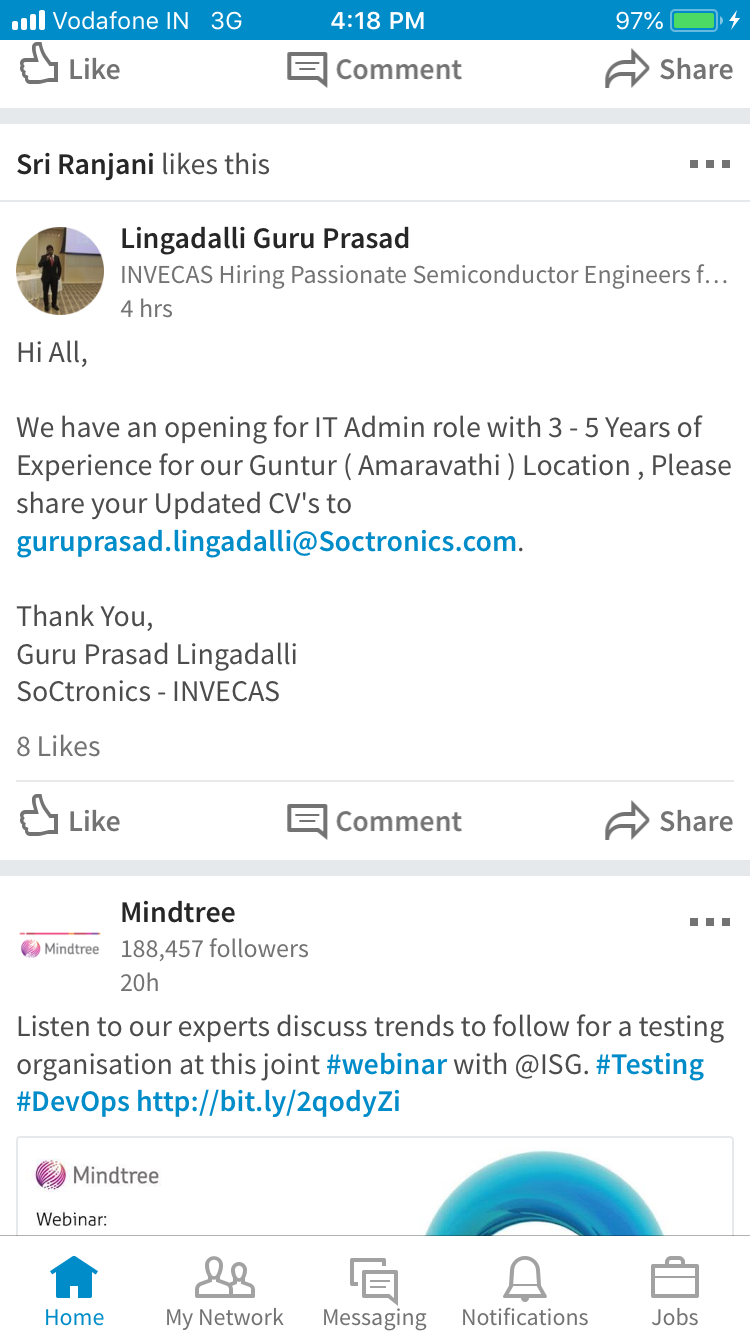 Vodafone IN 3G 4:18 PM 97%
Like Comment Share
Sri Ranjani likes this
Lingadalli Guru Prasad
INVECAS Hiring Passionate Semiconductor Engineers f...
4 hrs
Hi All,
We have an opening for IT Admin role with 3 - 5 Years of
Experience for our Guntur ( Amaravathi ) Location , Please
share your Updated CV's to
guruprasad.lingadalli@Soctronics.com.
Thank You,
Guru Prasad Lingadalli
SoCtronics - INVECAS
8 Likes
Like Comment Share
Mindtree
Mindtree
188,457 followers
20h
Listen to our experts discuss trends to follow for a testing
organisation at this joint #webinar with @ISG. #Testing
#DevOps http://bit.ly/2qodyZi
Mindtree
Webinar:
Home My Network Messaging Notifications Jobs